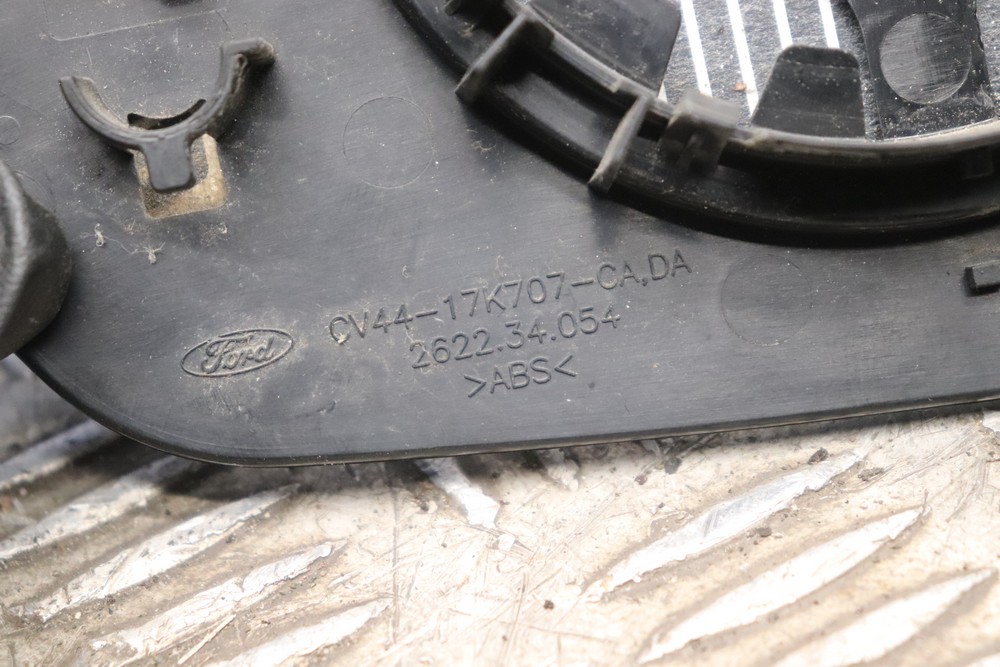 Ford
CV44-17K707-CA,DA
2622.34.054
>ABS<